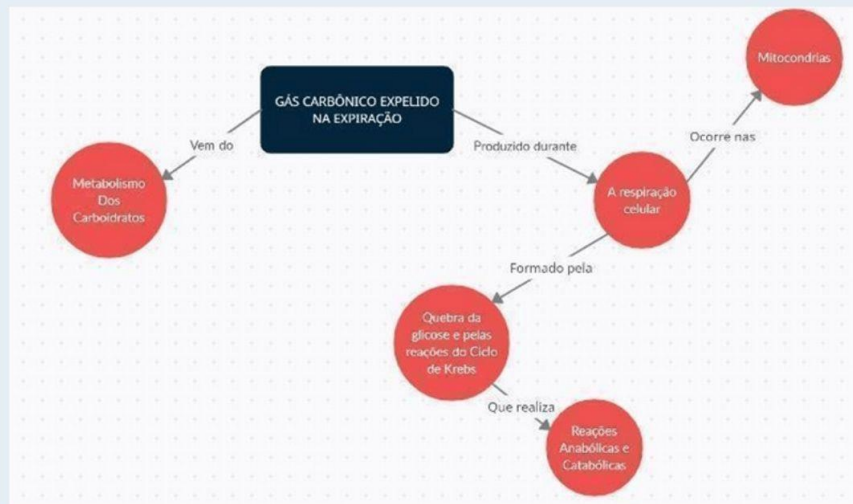 Mitocondrias
GÁS CARBÔNICO EXPELIDO
NA EXPIRAÇÃO
Vem do
Produzido durante
Ocorre nas
Metabolismo
Dos
Carboidratos
A respiração
celular
Formado pela
Quebra da
glicose e pelas
reações do Ciclo
de Krebs
Que realiza
Reações
Anabólicas e
Catabólicas